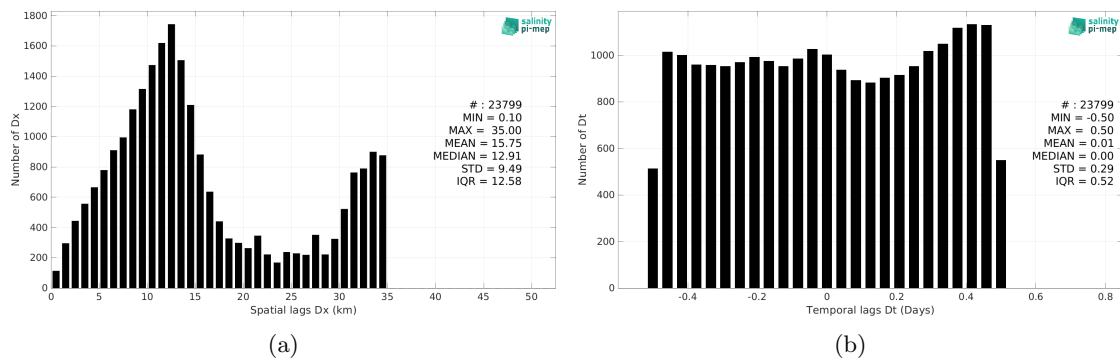 1800
1600
1400
1200
1000
800
600
400
200
0
Number of Dx
0 5 10 15 20 25 30 35 40 45 50
Spatial lags Dx (km)
salinity
pi-mep
# : 23799
MIN = 0.10
MAX = 35.00
MEAN = 15.75
MEDIAN = 12.91
STD = 9.49
IQR = 12.58
(a)
1000
800
600
400
200
0
Number of Dt
-0.4 -0.2 0 0.2 0.4 0.6 0.8
Temporal lags Dt (Days)
salinity
pi-mep
# : 23799
MIN = -0.50
MAX = 0.50
MEAN = 0.01
MEDIAN = 0.00
STD = 0.29
IQR = 0.52
(b)